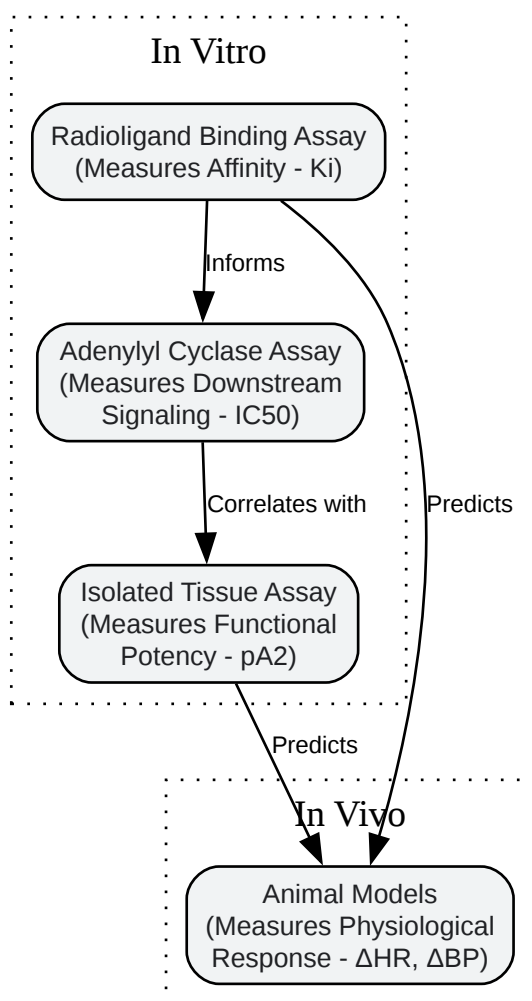 In Vitro
Radioligand Binding Assay
(Measures Affinity - Ki)
Informs
Adenylyl Cyclase Assay
(Measures Downstream
Signaling - IC50)
Correlates with
Predicts
Isolated Tissue Assay
(Measures Functional
Potency - pA2)
Predicts
In Vivo
Animal Models
(Measures Physiological
Response - ΔHR, ΔBP)